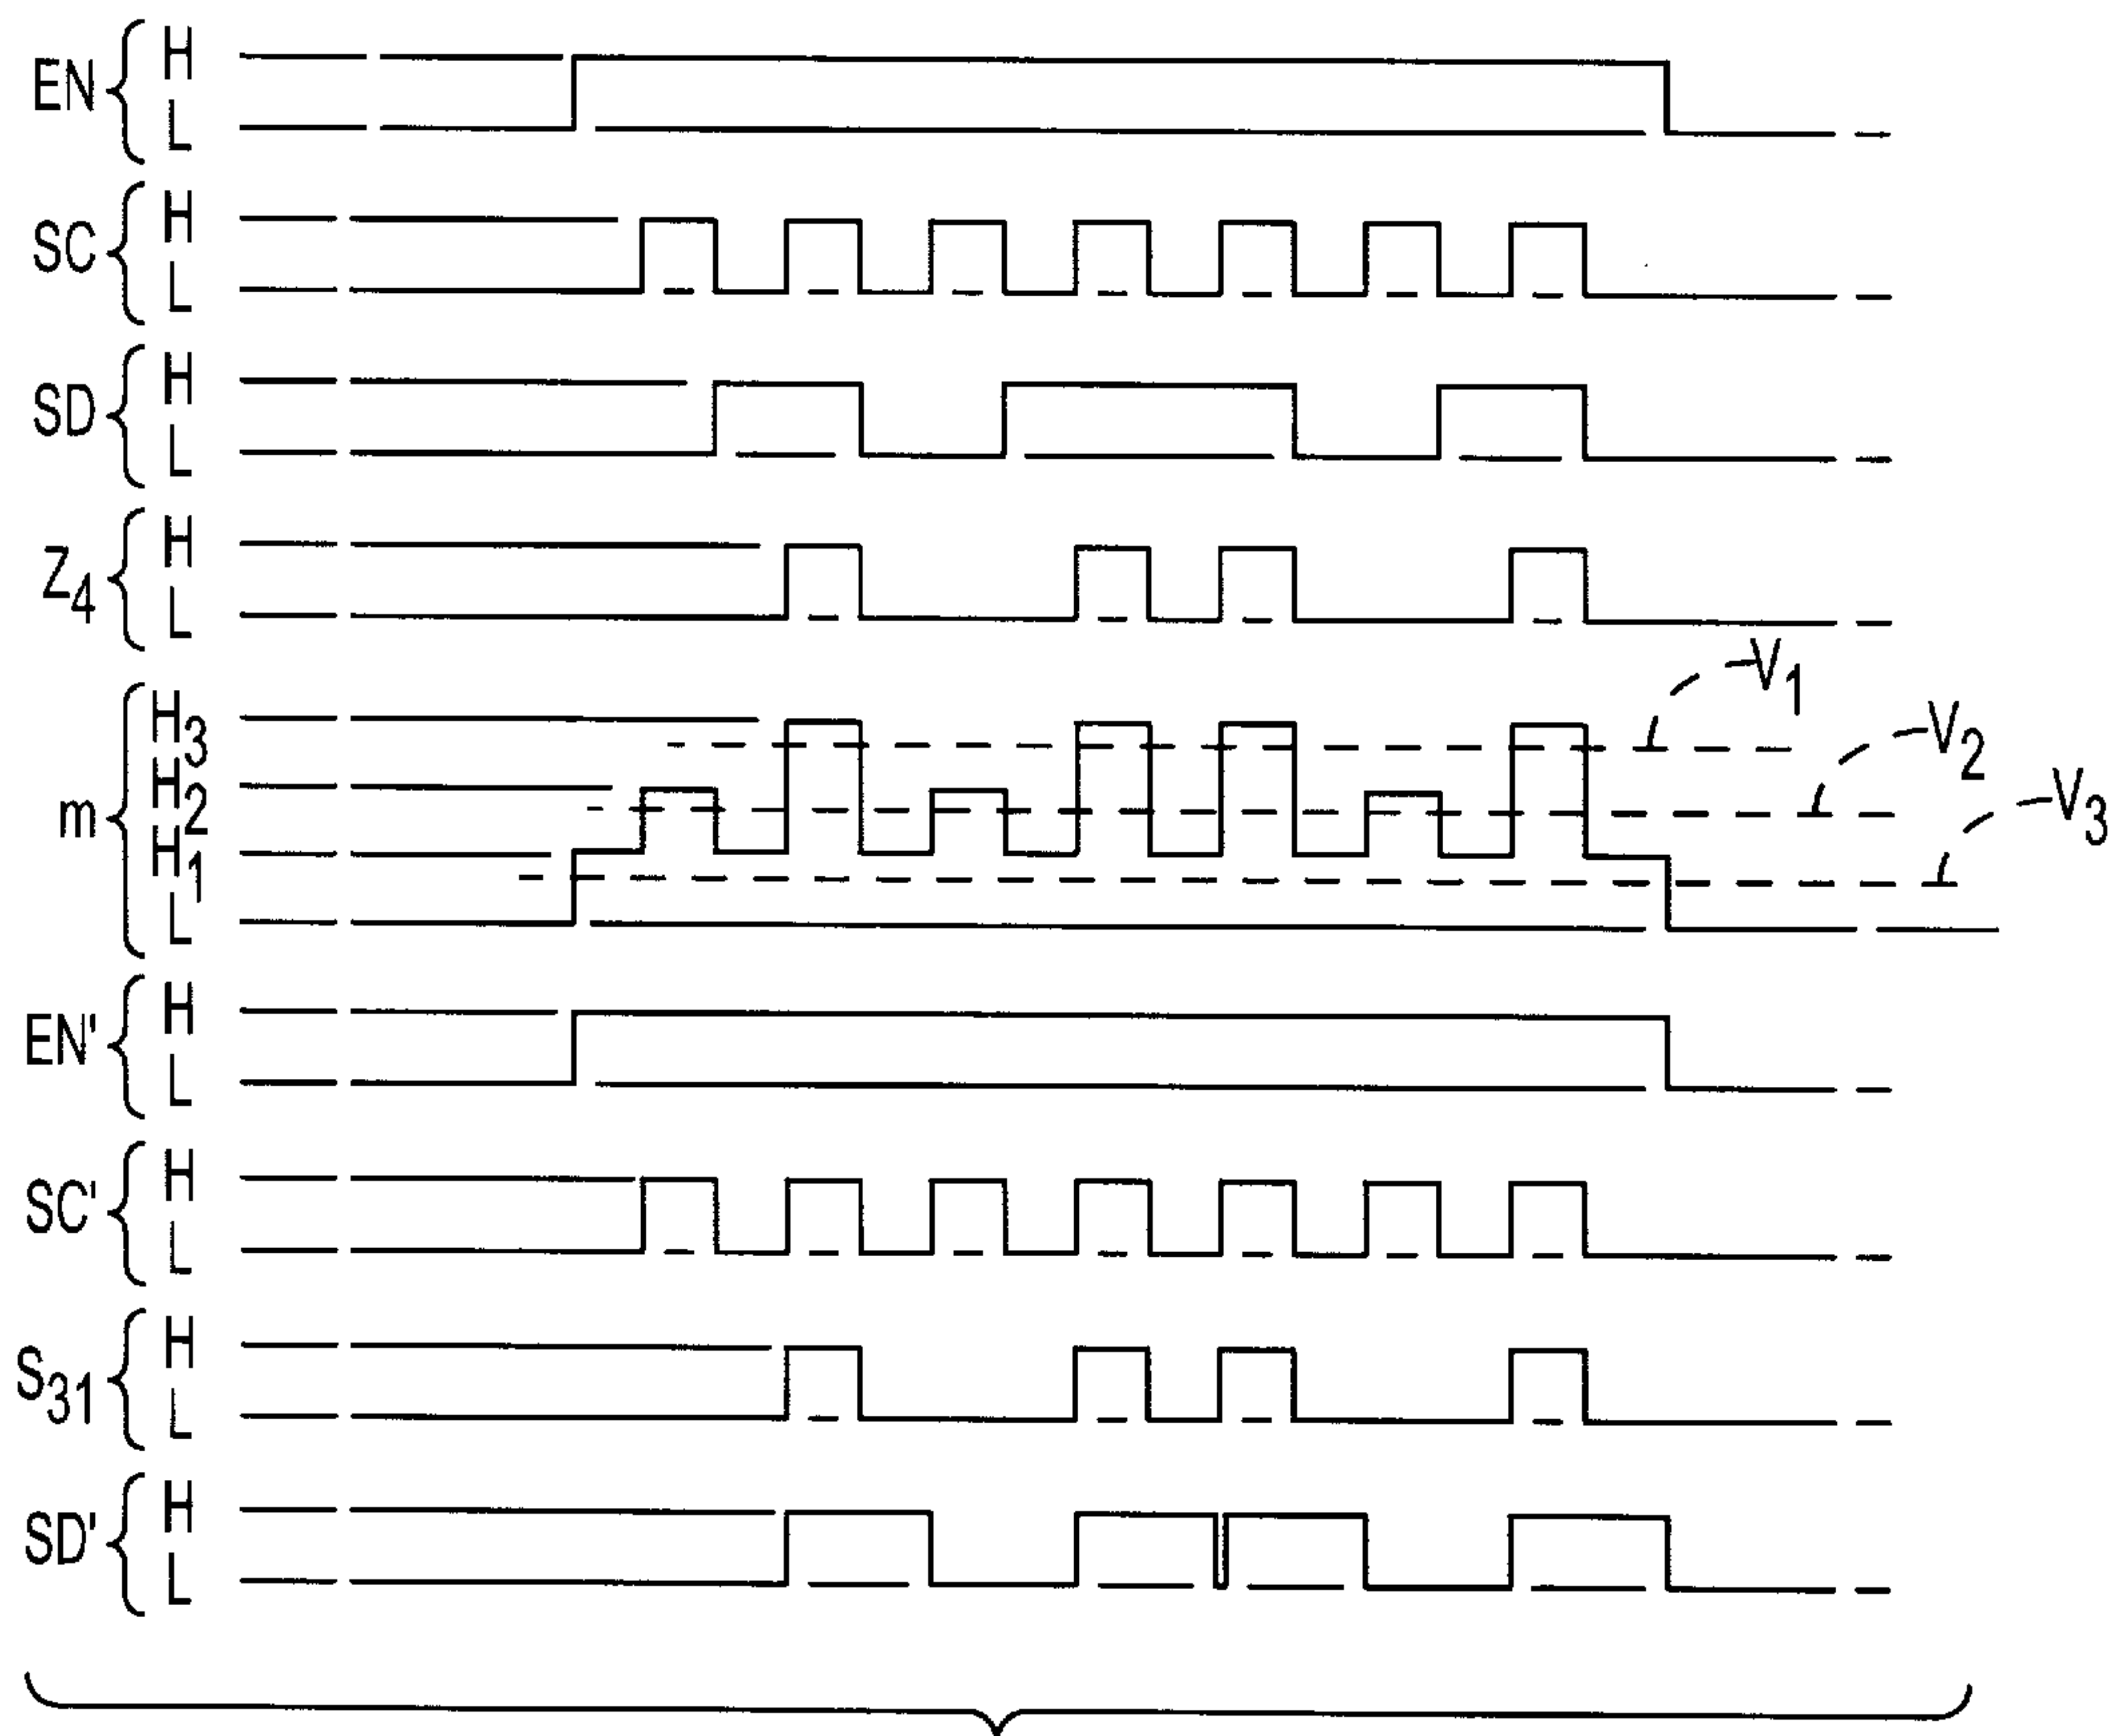 EN { H
L
SC { H
L
SD { H
L
Z4 { H
L
V1
m { H3
V2
H2
V3
H1
L
EN' { H
L
SC' { H
L
S31 { H
L
SD' { H
L